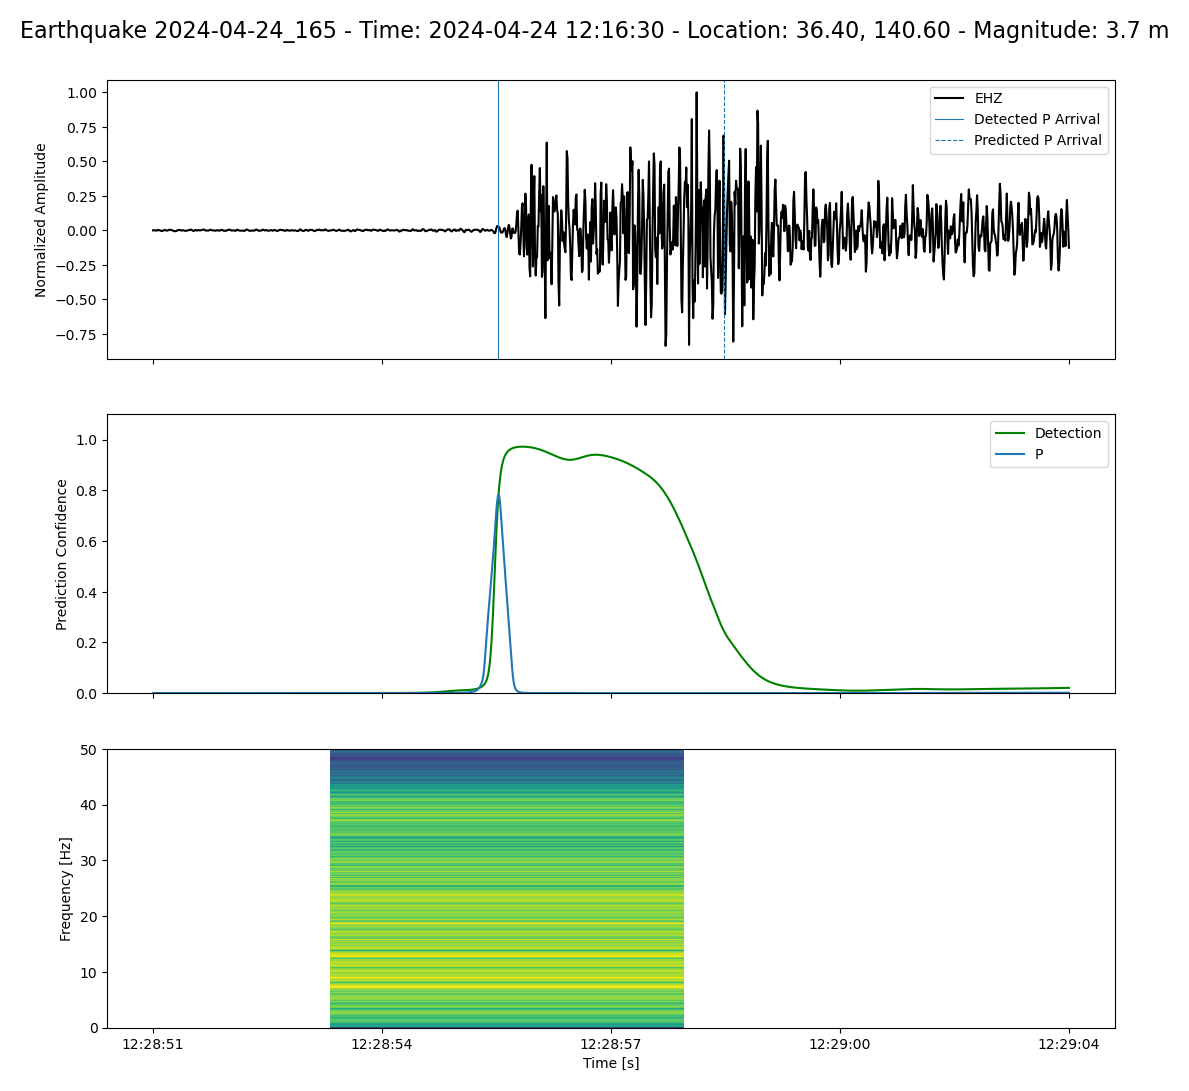 Earthquake 2024-04-24_165 - Time: 2024-04-24 12:16:30 - Location: 36.40, 140.60 - Magnitude: 3.7 m
Normalized Amplitude
1.00
0.75
0.50
0.25
0.00
−0.25
−0.50
−0.75
EHZ
Detected P Arrival
Predicted P Arrival
Prediction Confidence
1.0
0.8
0.6
0.4
0.2
0.0
Detection
P
Frequency [Hz]
50
40
30
20
10
0
12:28:51
12:28:54
12:28:57
12:29:00
12:29:04
Time [s]